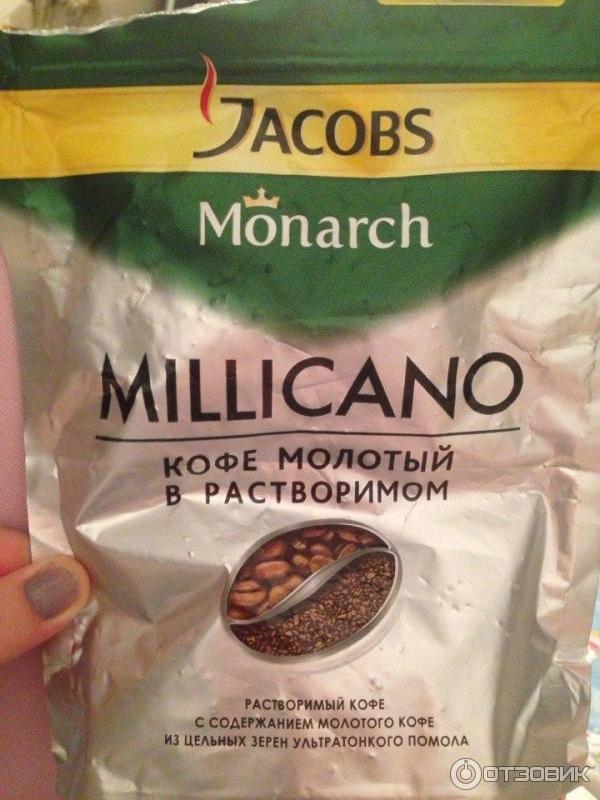 JACOBS
Monarch
MILLICANO
КОФЕ МОЛОТЫЙ
В РАСТВОРИМОМ
РАСТВОРИМЫЙ КОФЕ
С СОДЕРЖАНИЕМ МОЛОТОГО КОФЕ
ИЗ ЦЕЛЬНЫХ ЗЕРЕН УЛЬТРАТОНКОГО ПОМОЛА
ОТЗОВИК